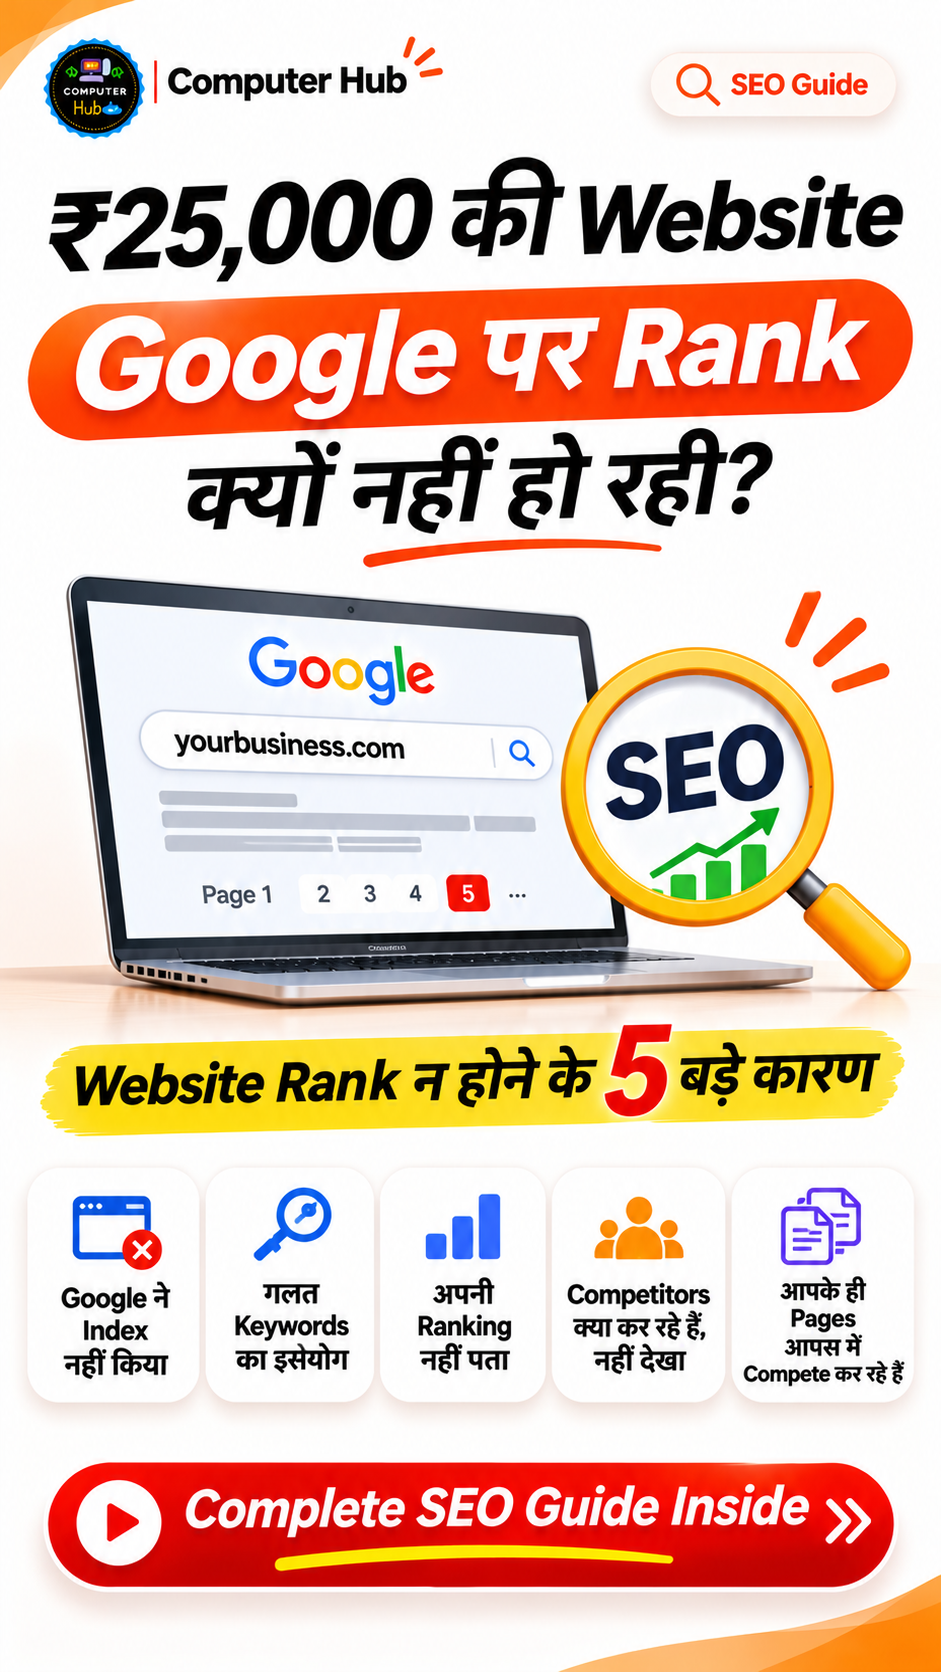 COMPUTER
Hub
Computer Hub
SEO Guide
₹25,000 की Website
Google पर Rank
क्यों नहीं हो रही?
Google
yourbusiness.com
Page 1 2 3 4 5 ...
SEO
Website Rank न होने के 5 बड़े कारण
Google ने
Index
नहीं किया
गलत
Keywords
का इसेयोग
अपनी
Ranking
नहीं पता
Competitors
क्या कर रहे हैं,
नहीं देखा
आपके ही
Pages
आपस में
Compete कर रहे हैं
Complete SEO Guide Inside